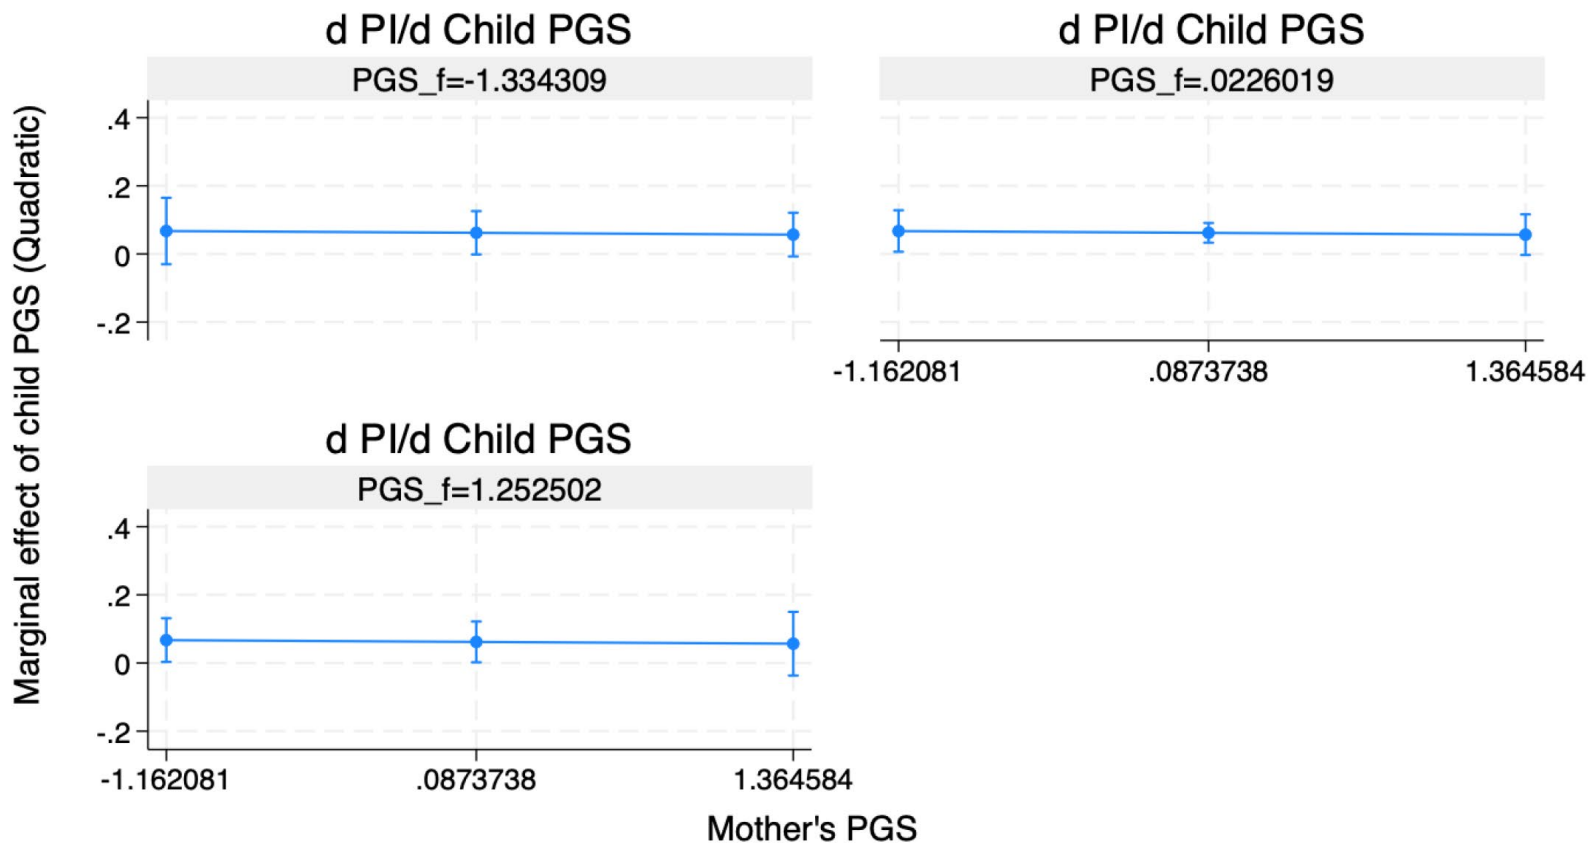 d PI/d Child PGS
PGS_f=-1.334309
.4
.2
0
-.2
d PI/d Child PGS
PGS_f=.0226019
-1.162081 .0873738 1.364584
Marginal effect of child PGS (Quadratic)
d PI/d Child PGS
PGS_f=1.252502
.4
.2
0
-.2
-1.162081 .0873738 1.364584
Mother's PGS